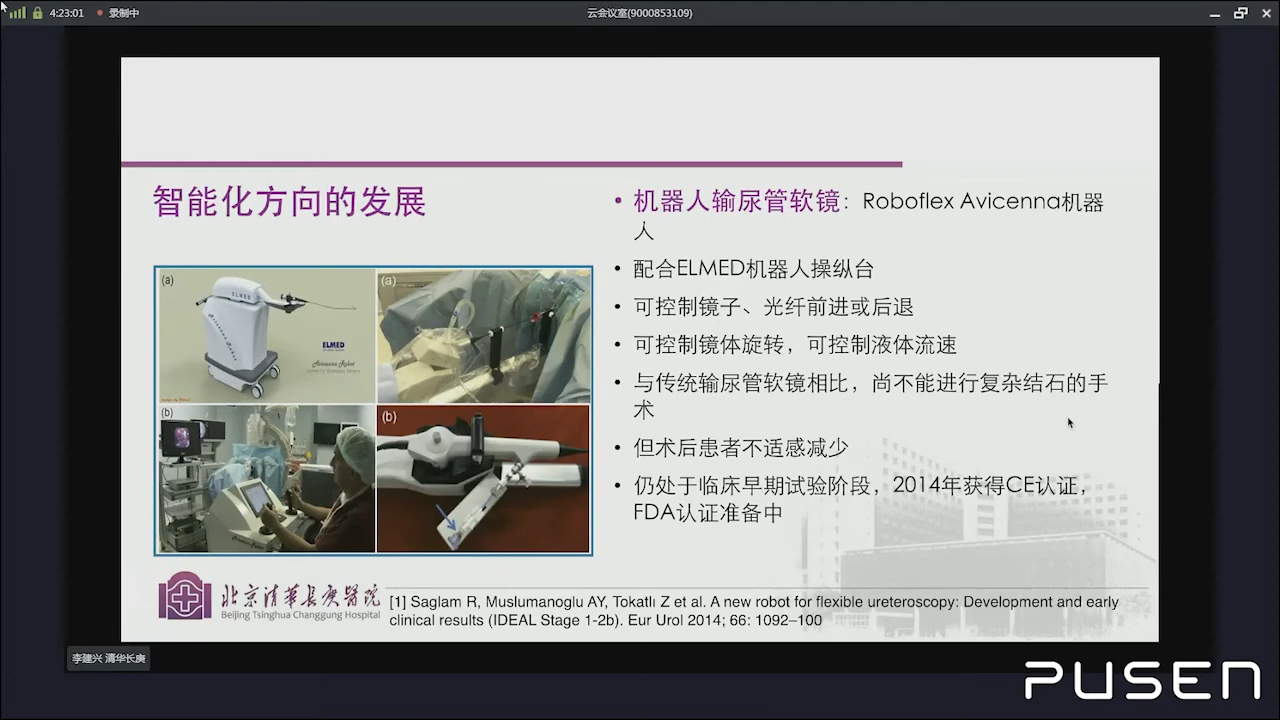 4:23:01
录制中
云会议室(9000853109)
智能化方向的发展
• 机器人输尿管软镜：Roboflex Avicenna机器
人
• 配合ELMED机器人操纵台
• 可控制镜子、光纤前进或后退
• 可控制镜体旋转，可控制液体流速
• 与传统输尿管软镜相比，尚不能进行复杂结石的手
术
• 但术后患者不适感减少
• 仍处于临床早期试验阶段，2014年获得CE认证，
FDA认证准备中
(a)
ELMED
ELMED
Avicenna Robot
(a)
(b)
(b)
北京清华长庚医院
Beijing Tsinghua Changgung Hospital
[1] Saglam R, Muslumanoglu AY, Tokatlı Z et al. A new robot for flexible ureteroscopy: Development and early
clinical results (IDEAL Stage 1-2b). Eur Urol 2014; 66: 1092–100
李建兴 清华长庚
PUSEN